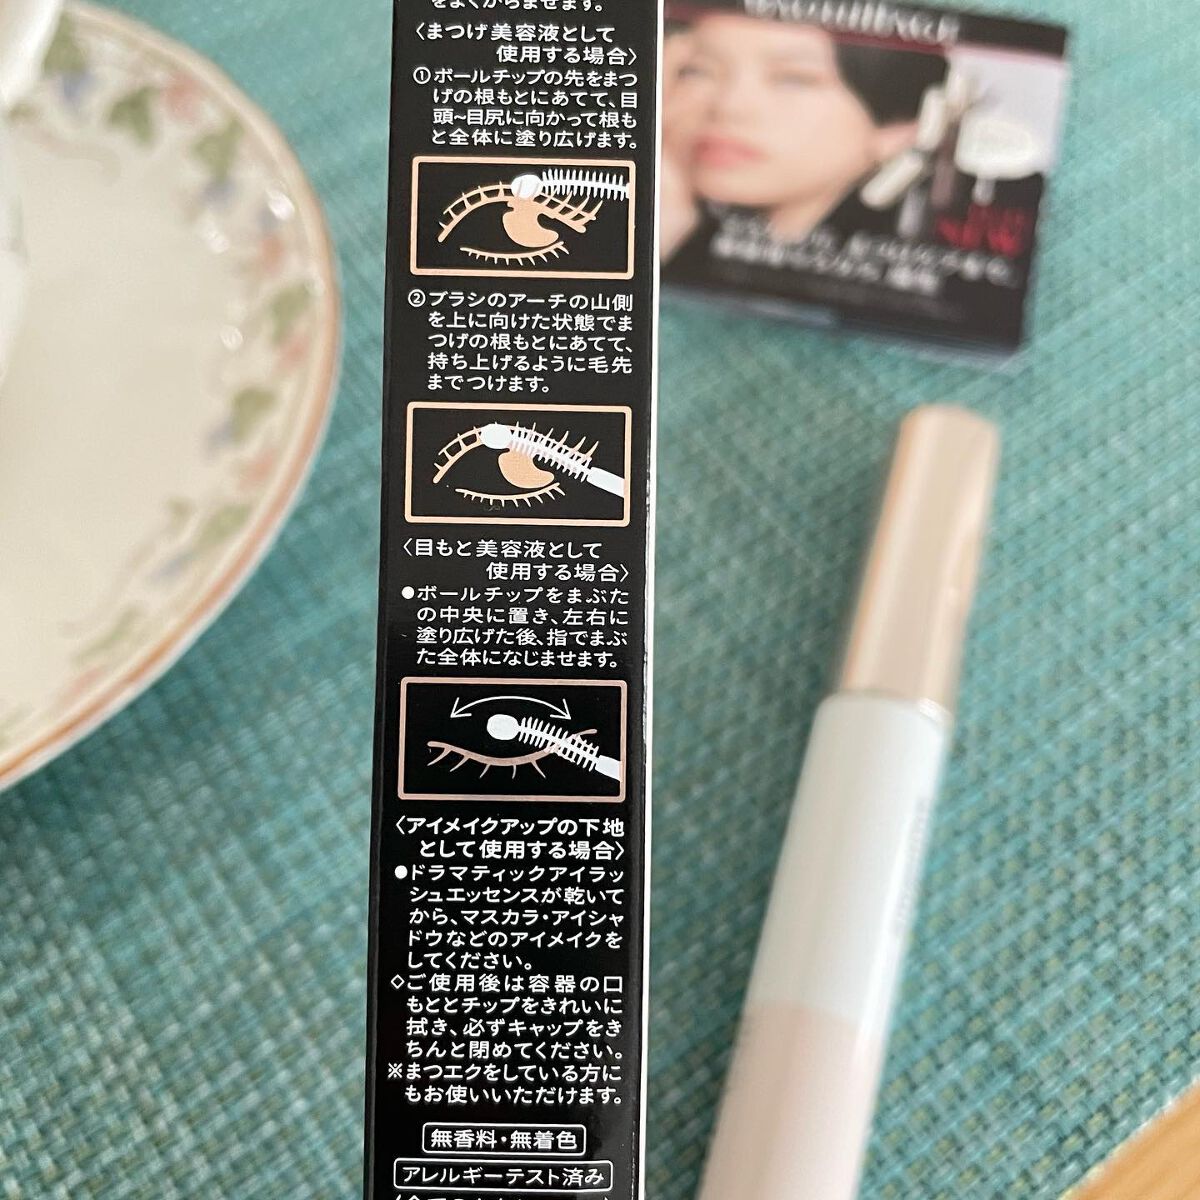 をよくからませます。
〈まつげ美容液として
使用する場合〉
①ボールチップの先をまつ
げの根もとにあてて、目
頭~目尻に向かって根も
と全体に塗り広げます。
②ブラシのアーチの山側
を上に向けた状態でま
つげの根もとにあてて、
持ち上げるように毛先
までつけます。
〈目もと美容液として
使用する場合〉
●ボールチップをまぶた
の中央に置き、左右に
塗り広げた後、指でまぶ
た全体になじませます。
〈アイメイクアップの下地
として使用する場合〉
●ドラマティックアイラッ
シュエッセンスが乾いて
から、マスカラ・アイシャ
ドウなどのアイメイクを
してください。
◇ご使用後は容器の口
もととチップをきれいに
拭き、必ずキャップをき
ちんと閉めてください。
※まつエクをしている方に
もお使いいただけます。
無香料・無着色
アレルギーテスト済み
NEW